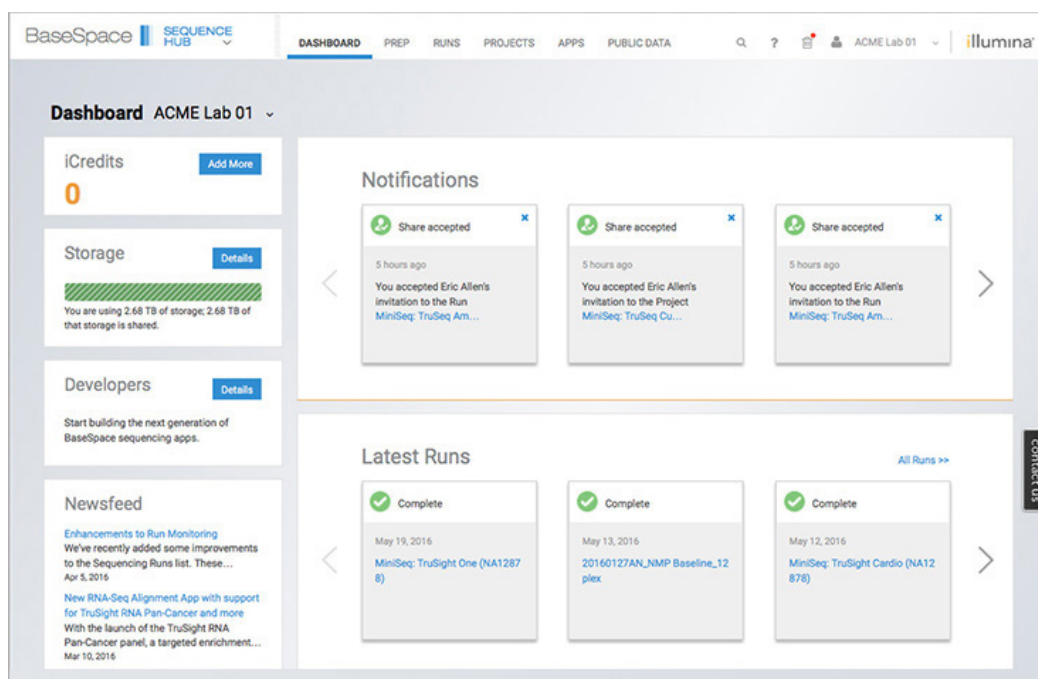 BaseSpace SEQUENCE HUB
DASHBOARD PREP RUNS PROJECTS APPS PUBLIC DATA ? ACME Lab 01 illumina
Dashboard ACME Lab 01
iCredits
Add More
0
Storage
Details
You are using 2.68 TB of storage; 2.68 TB of
that storage is shared.
Developers
Details
Start building the next generation of
BaseSpace sequencing apps.
Newsfeed
Enhancements to Run Monitoring
We've recently added some improvements
to the Sequencing Runs list. These...
Apr 5, 2016
New RNA-Seq Alignment App with support
for TruSight RNA Pan-Cancer and more
With the launch of the TruSight RNA
Pan-Cancer panel, a targeted enrichment...
Mar 10, 2016
Notifications
Share accepted
5 hours ago
You accepted Eric Allen's
invitation to the Run
MiniSeq: TruSeq Am...
Share accepted
5 hours ago
You accepted Eric Allen's
invitation to the Project
MiniSeq: TruSeq Cu...
Share accepted
5 hours ago
You accepted Eric Allen's
invitation to the Run
MiniSeq: TruSeq Am...
Latest Runs
All Runs >>
Complete
May 19, 2016
MiniSeq: TruSight One (NA1287
8)
Complete
May 13, 2016
20160127AN_NMP Baseline_12
plex
Complete
May 12, 2016
MiniSeq: TruSight Cardio (NA12
878)
contact us